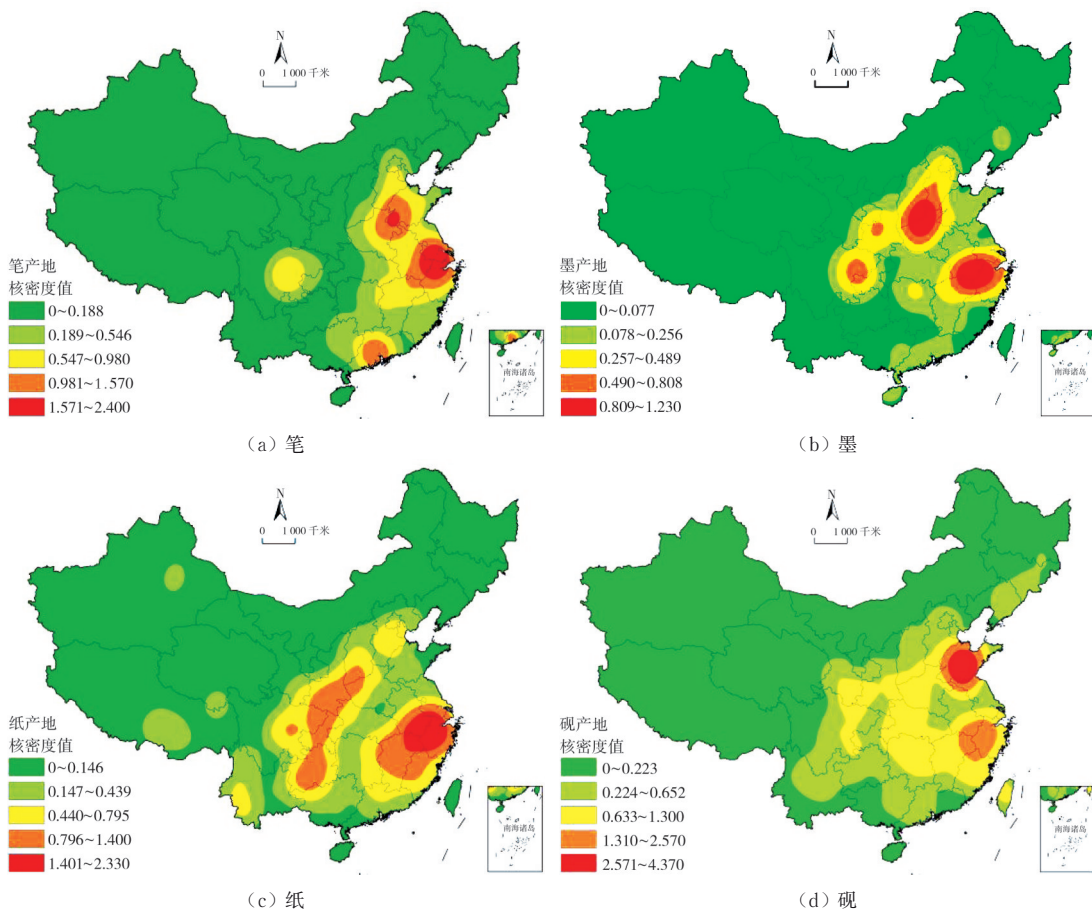 N
0 1 000 千米
笔产地
核密度值
0~0.188
0.189~0.546
0.547~0.980
0.981~1.570
1.571~2.400
南海诸岛
(a) 笔
N
0 1 000 千米
墨产地
核密度值
0~0.077
0.078~0.256
0.257~0.489
0.490~0.808
0.809~1.230
南海诸岛
(b) 墨
N
0 1 000 千米
纸产地
核密度值
0~0.146
0.147~0.439
0.440~0.795
0.796~1.400
1.401~2.330
南海诸岛
(c) 纸
N
0 1 000 千米
砚产地
核密度值
0~0.223
0.224~0.652
0.633~1.300
1.310~2.570
2.571~4.370
南海诸岛
(d) 砚